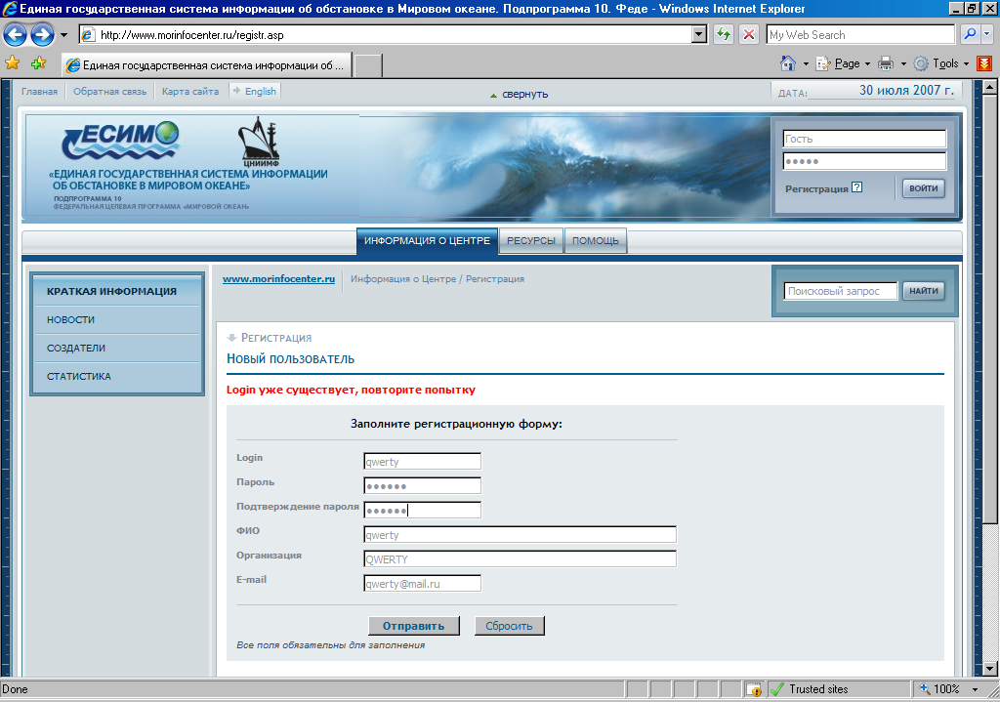 Единая государственная система информации об обстановке в Мировом океане. Подпрограмма 10. Феде - Windows Internet Explorer
http://www.morinfocenter.ru/registr.asp
My Web Search
Единая государственная система информации об ...
Page
Tools
Главная
Обратная связь
Карта сайта
English
свернуть
ДАТА:
30 июля 2007 г.
ЕСИМО
ЦНИИМФ
«ЕДИНАЯ ГОСУДАРСТВЕННАЯ СИСТЕМА ИНФОРМАЦИИ
ОБ ОБСТАНОВКЕ В МИРОВОМ ОКЕАНЕ»
ПОДПРОГРАММА 10
ФЕДЕРАЛЬНАЯ ЦЕЛЕВАЯ ПРОГРАММА «МИРОВОЙ ОКЕАН»
Гость
•••••
Регистрация ?
ВОЙТИ
ИНФОРМАЦИЯ О ЦЕНТРЕ
РЕСУРСЫ
ПОМОЩЬ
КРАТКАЯ ИНФОРМАЦИЯ
НОВОСТИ
СОЗДАТЕЛИ
СТАТИСТИКА
www.morinfocenter.ru
Информация о Центре / Регистрация
Поисковый запрос
НАЙТИ
Регистрация
Новый пользователь
Login уже существует, повторите попытку
Заполните регистрационную форму:
Login
qwerty
Пароль
••••••
Подтверждение пароля
••••••
ФИО
qwerty
Организация
QWERTY
E-mail
qwerty@mail.ru
Отправить
Сбросить
Все поля обязательны для заполнения
Done
Trusted sites
100%